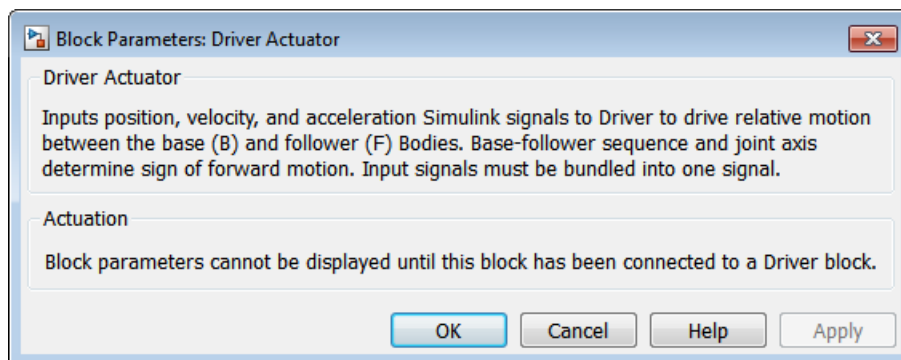 Block Parameters: Driver Actuator
Driver Actuator
Inputs position, velocity, and acceleration Simulink signals to Driver to drive relative motion
between the base (B) and follower (F) Bodies. Base-follower sequence and joint axis
determine sign of forward motion. Input signals must be bundled into one signal.
Actuation
Block parameters cannot be displayed until this block has been connected to a Driver block.
OK Cancel Help Apply